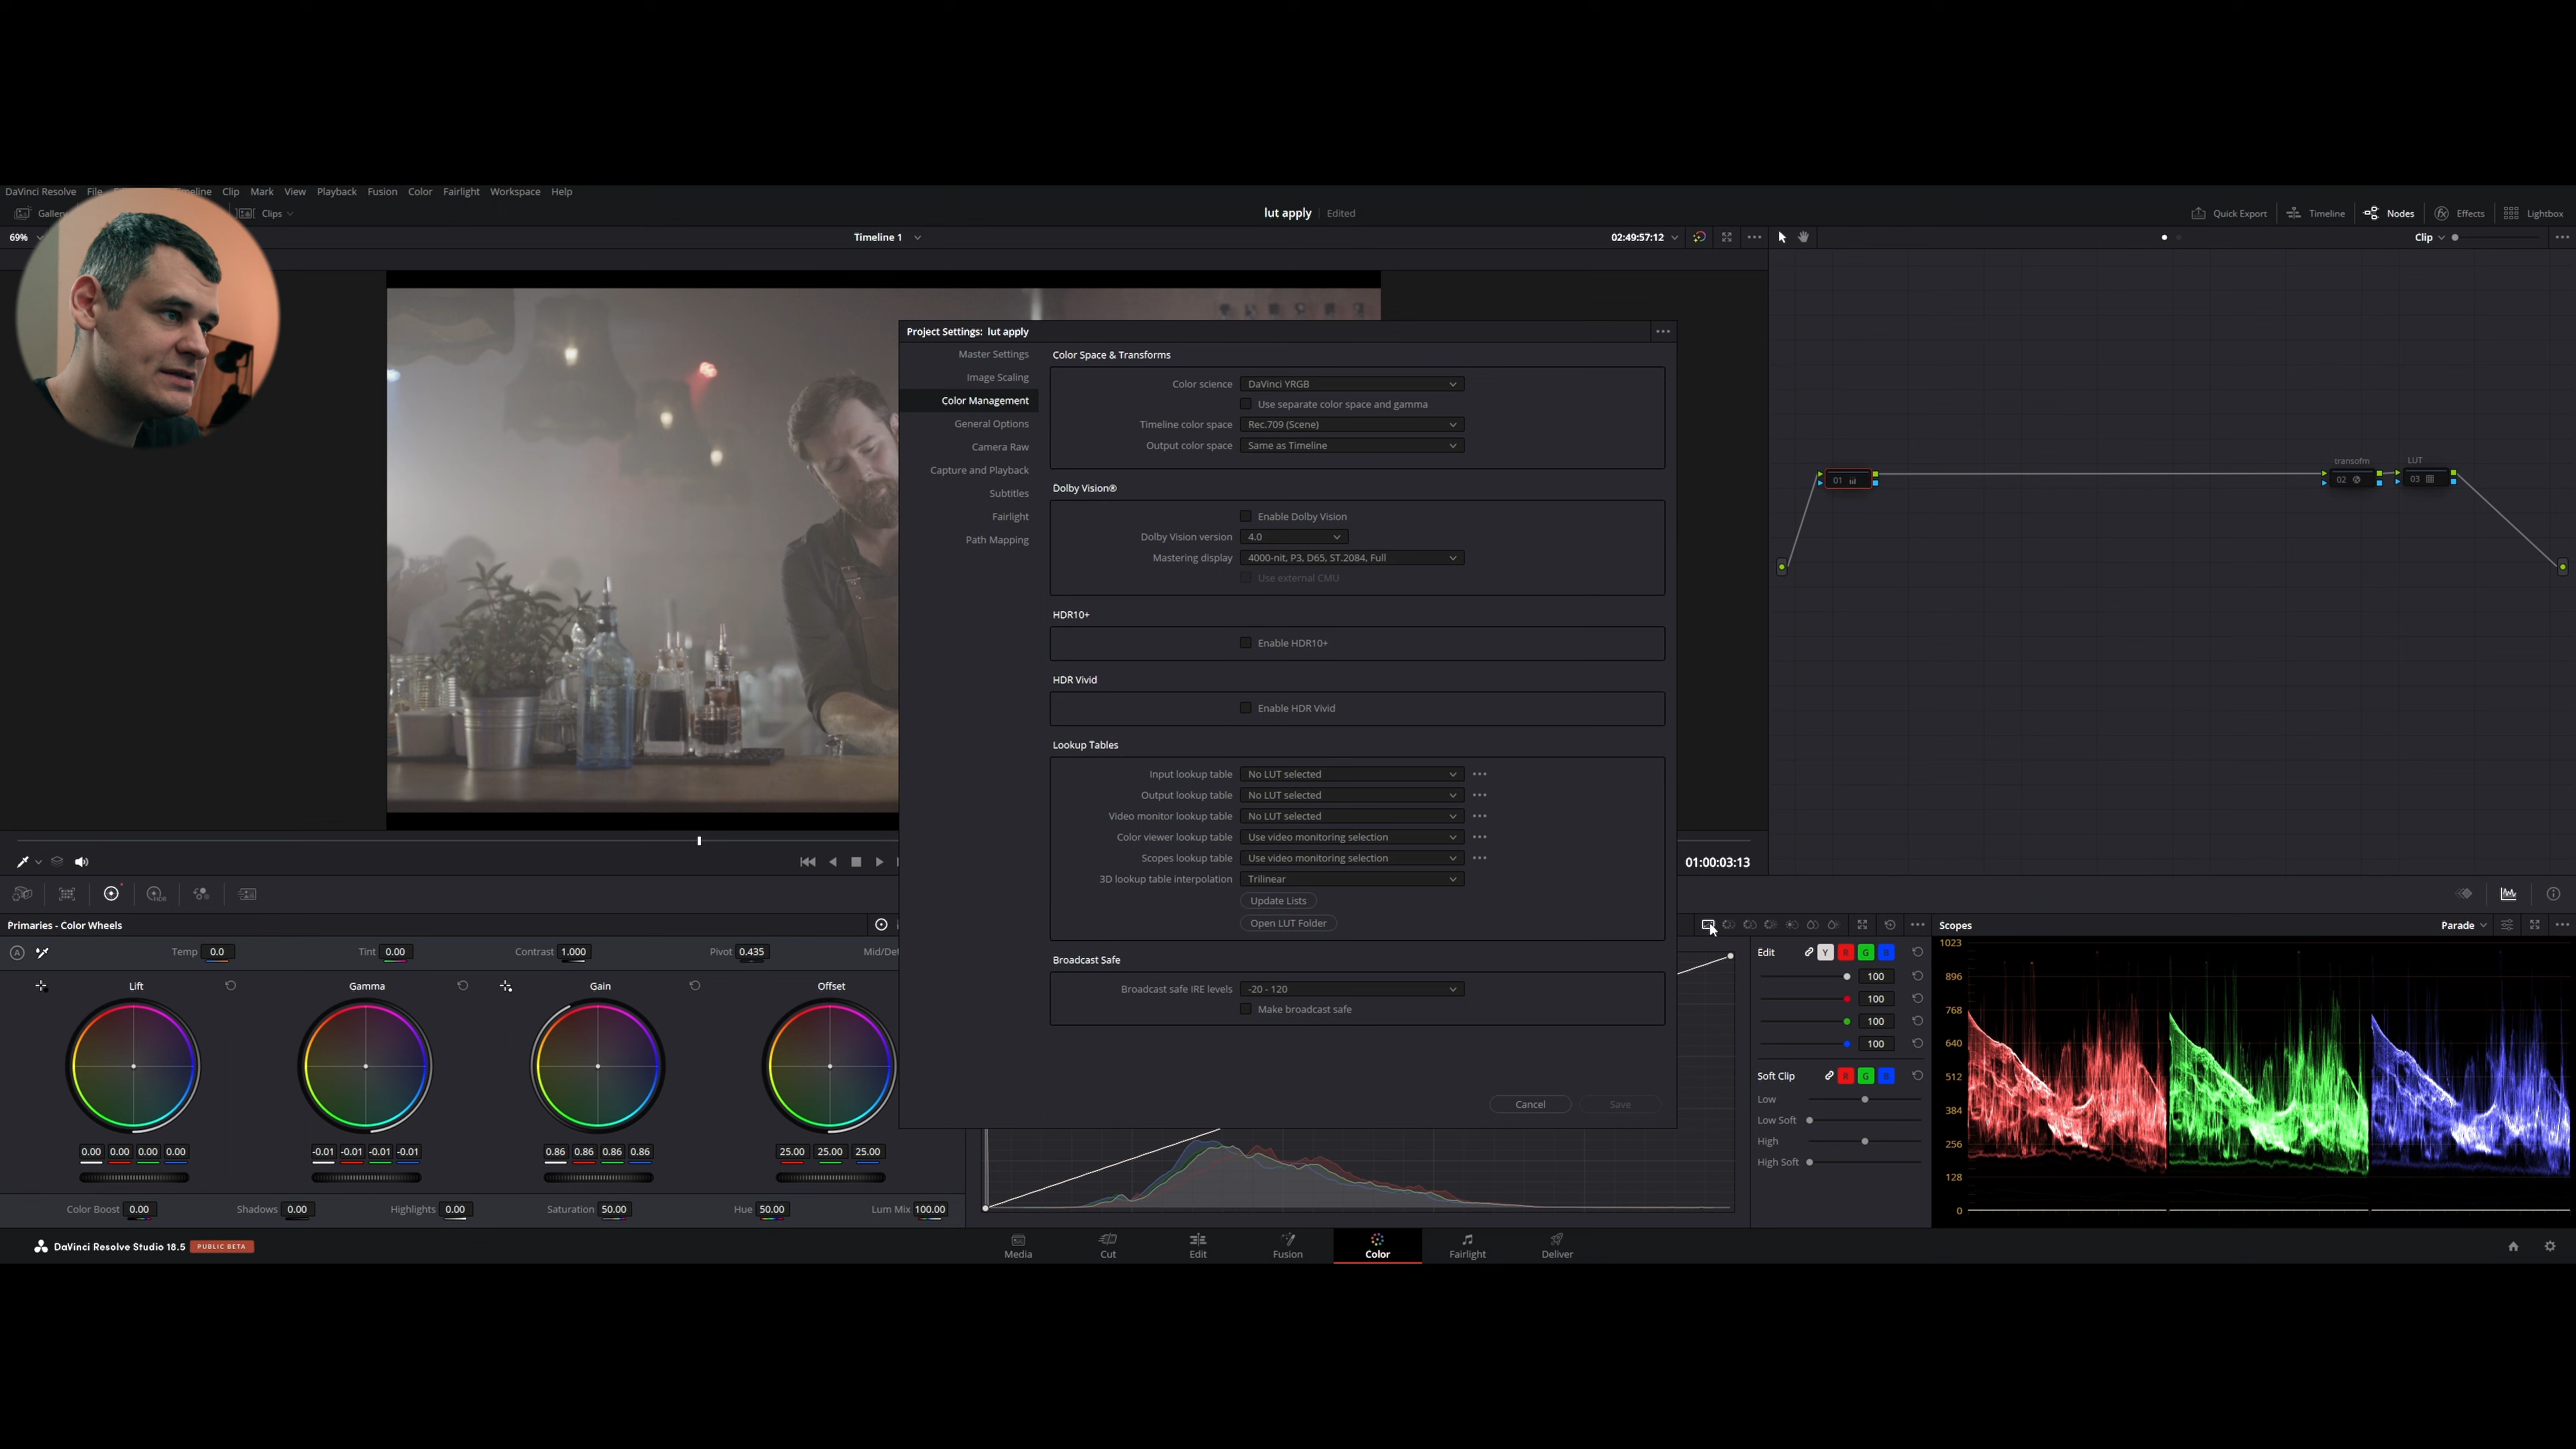 DaVinci Resolve File Timeline Clip Mark View Playback Fusion Color Fairlight Workspace Help
Gallery Clips lut apply Edited Quick Export Timeline Nodes Effects Lightbox
69% Timeline 1 02:49:57:12 Clip
Project Settings: lut apply
Master Settings
Image Scaling
Color Management
General Options
Camera Raw
Capture and Playback
Subtitles
Fairlight
Path Mapping
Color Space & Transforms
Color science DaVinci YRGB
Use separate color space and gamma
Timeline color space Rec.709 (Scene)
Output color space Same as Timeline
Dolby Vision®
Enable Dolby Vision
Dolby Vision version 4.0
Mastering display 4000-nit, P3, D65, ST.2084, Full
Use external CMU
HDR10+
Enable HDR10+
HDR Vivid
Enable HDR Vivid
Lookup Tables
Input lookup table No LUT selected
Output lookup table No LUT selected
Video monitor lookup table No LUT selected
Color viewer lookup table Use video monitoring selection
Scopes lookup table Use video monitoring selection
3D lookup table interpolation Trilinear
Update Lists
Open LUT Folder
Broadcast Safe
Broadcast safe IRE levels -20 - 120
Make broadcast safe
Cancel Save
transofm LUT
01 02 03
01:00:03:13
HDR
Primaries - Color Wheels
Temp 0.0 Tint 0.00 Contrast 1.000 Pivot 0.435 Mid/De
Lift Gamma Gain Offset
0.00 0.00 0.00 0.00 -0.01 -0.01 -0.01 -0.01 0.86 0.86 0.86 0.86 25.00 25.00 25.00
Color Boost 0.00 Shadows 0.00 Highlights 0.00 Saturation 50.00 Hue 50.00 Lum Mix 100.00
Edit Y R G B
100
100
100
100
Soft Clip R G B
Low
Low Soft
High
High Soft
Scopes Parade
1023
896
768
640
512
384
256
128
0
DaVinci Resolve Studio 18.5 PUBLIC BETA
Media Cut Edit Fusion Color Fairlight Deliver